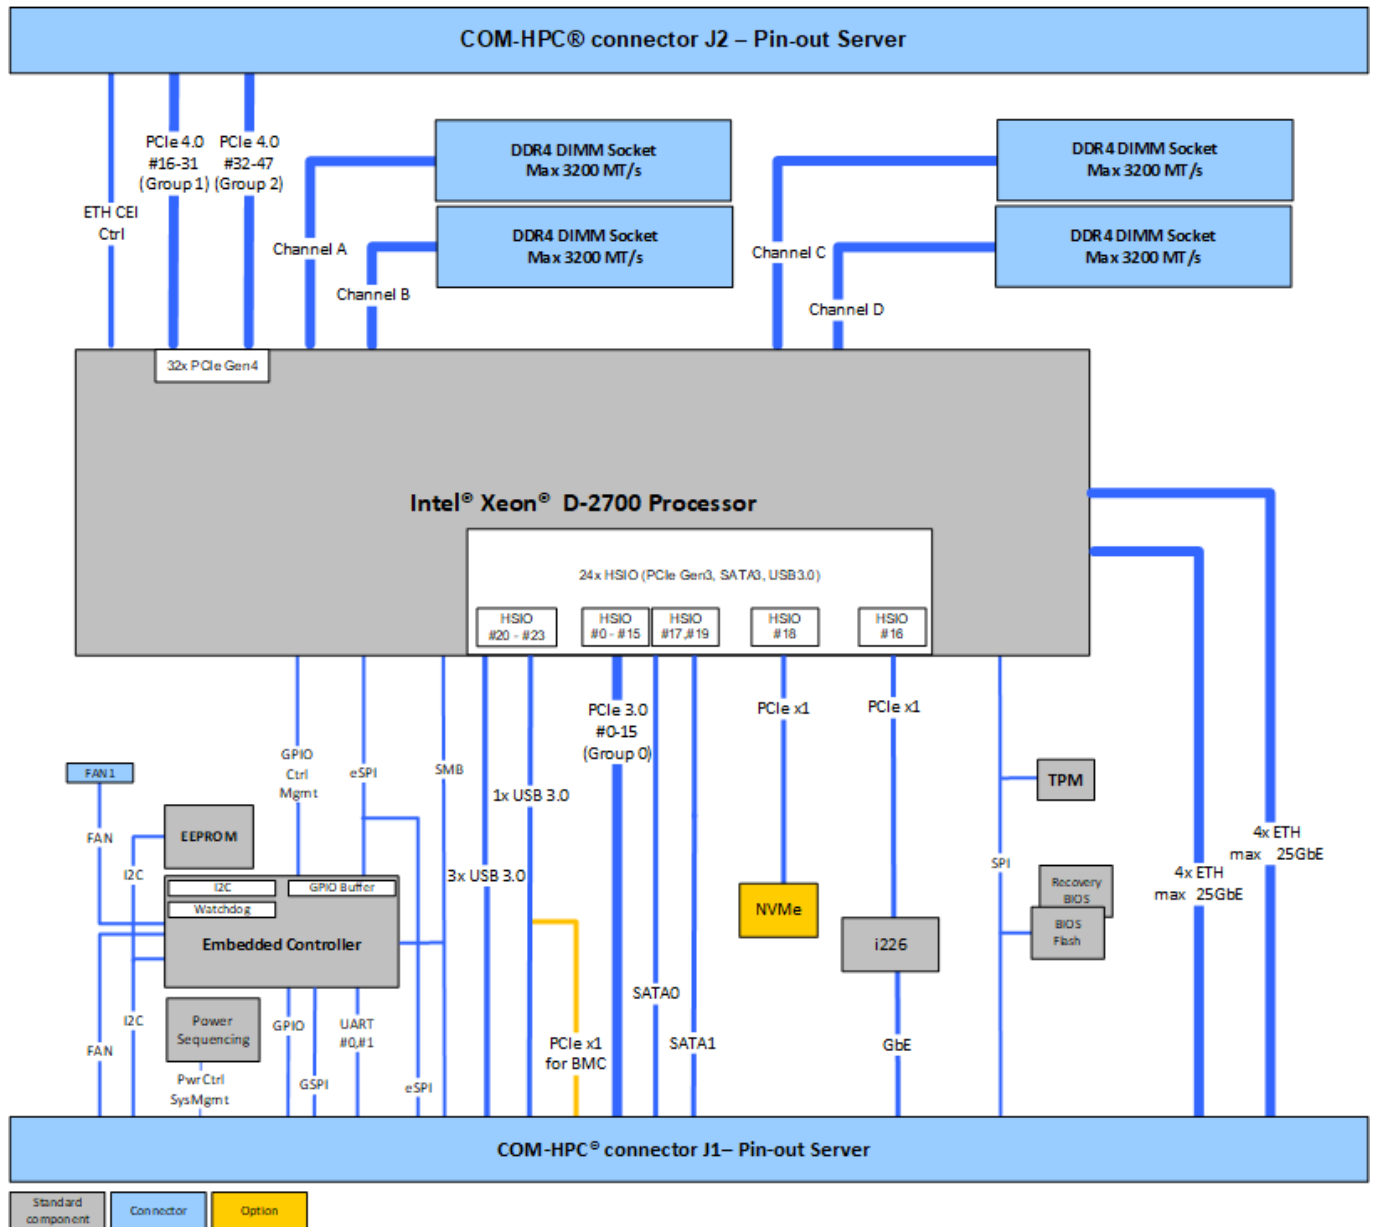 COM-HPC® connector J2 – Pin-out Server
PCIe 4.0
#16-31
(Group 1)
PCIe 4.0
#32-47
(Group 2)
ETH CEI
Ctrl
DDR4 DIMM Socket
Max 3200 MT/s
DDR4 DIMM Socket
Max 3200 MT/s
Channel A
Channel B
DDR4 DIMM Socket
Max 3200 MT/s
DDR4 DIMM Socket
Max 3200 MT/s
Channel C
Channel D
32x PCIe Gen4
Intel® Xeon® D-2700 Processor
24x HSIO (PCIe Gen3, SATA3, USB3.0)
HSIO
#20 - #23
HSIO
#0 - #15
HSIO
#17,#19
HSIO
#18
HSIO
#16
GPIO
Ctrl
Mgmt
eSPI
SMB
1x USB 3.0
3x USB 3.0
PCIe 3.0
#0-15
(Group 0)
PCIe x1
PCIe x1
SPI
TPM
Recovery
BIOS
BIOS
Flash
4x ETH
max 25GbE
4x ETH
max 25GbE
FAN1
FAN
I2C
EEPROM
I2C
GPIO Buffer
Watchdog
Embedded Controller
NVMe
i226
Power
Sequencing
FAN
I2C
PwrCtrl
SysMgmt
GPIO
GSPI
UART
#0,#1
eSPI
PCIe x1
for BMC
SATA0
SATA1
GbE
COM-HPC® connector J1– Pin-out Server
Standard
component
Connector
Option